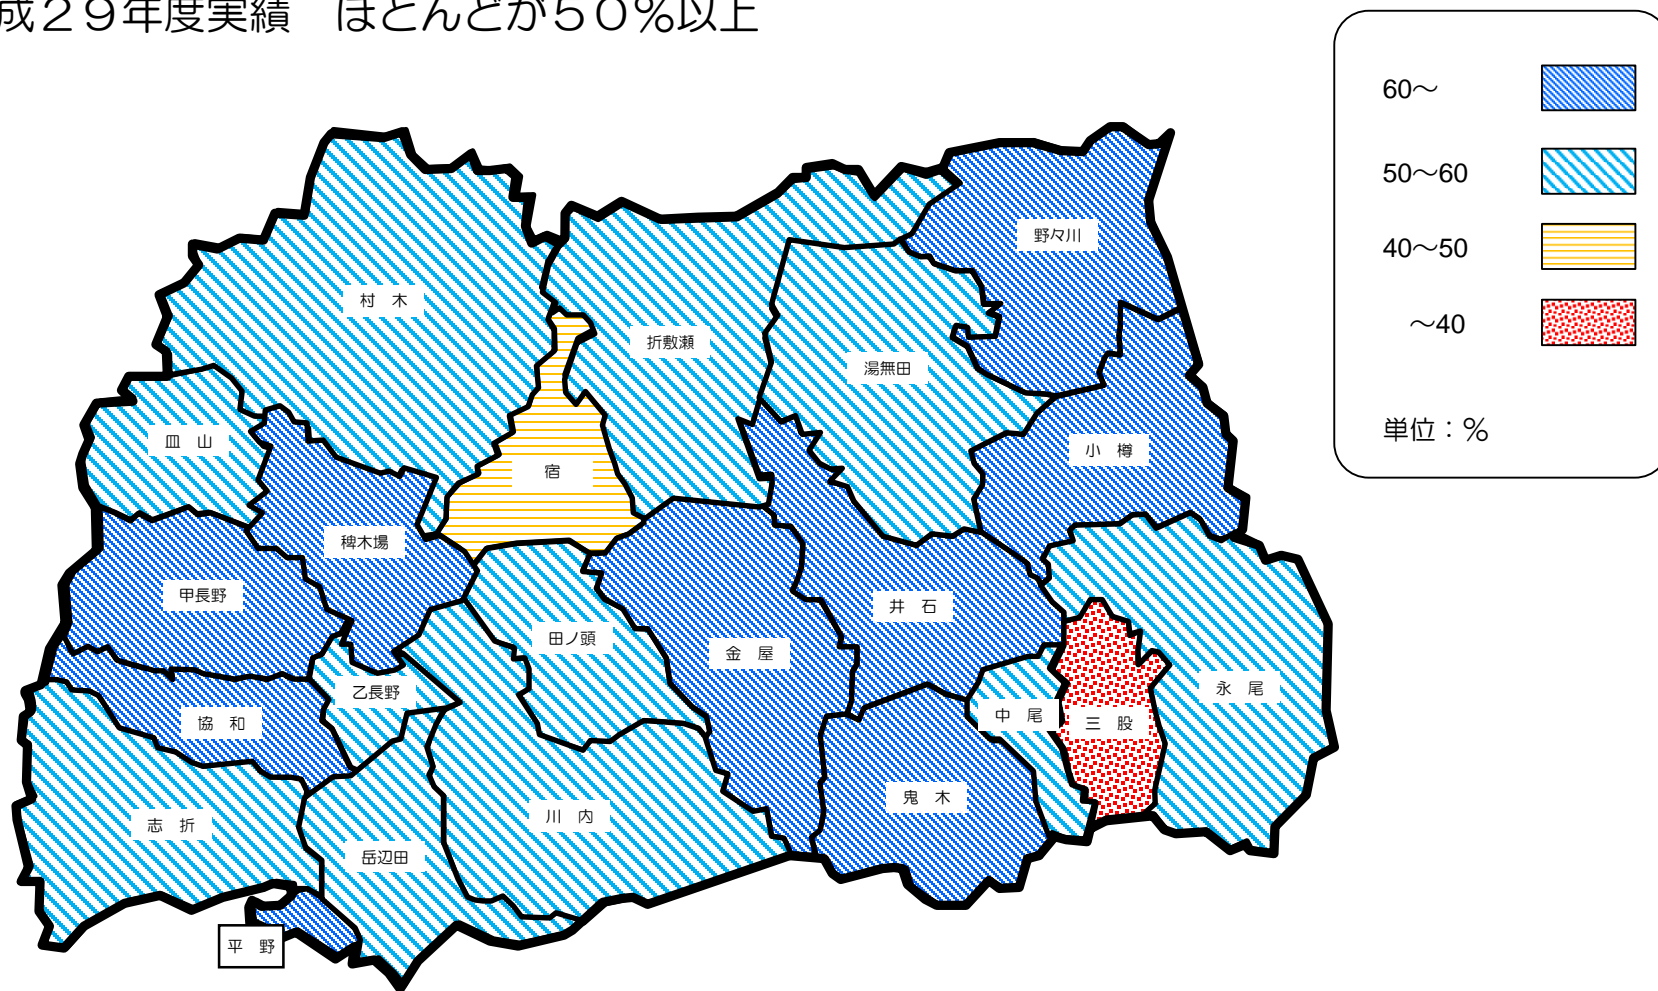 成２９年度実績　ほとんどが５０％以上
60～
50～60
40～50
～40
単位：％
野々川
村　木
折敷瀬
湯無田
皿　山
小　樽
宿
稗木場
甲長野
井　石
田ノ頭
金　屋
乙長野
永　尾
中　尾
三　股
協　和
鬼　木
川　内
志　折
岳辺田
平　野